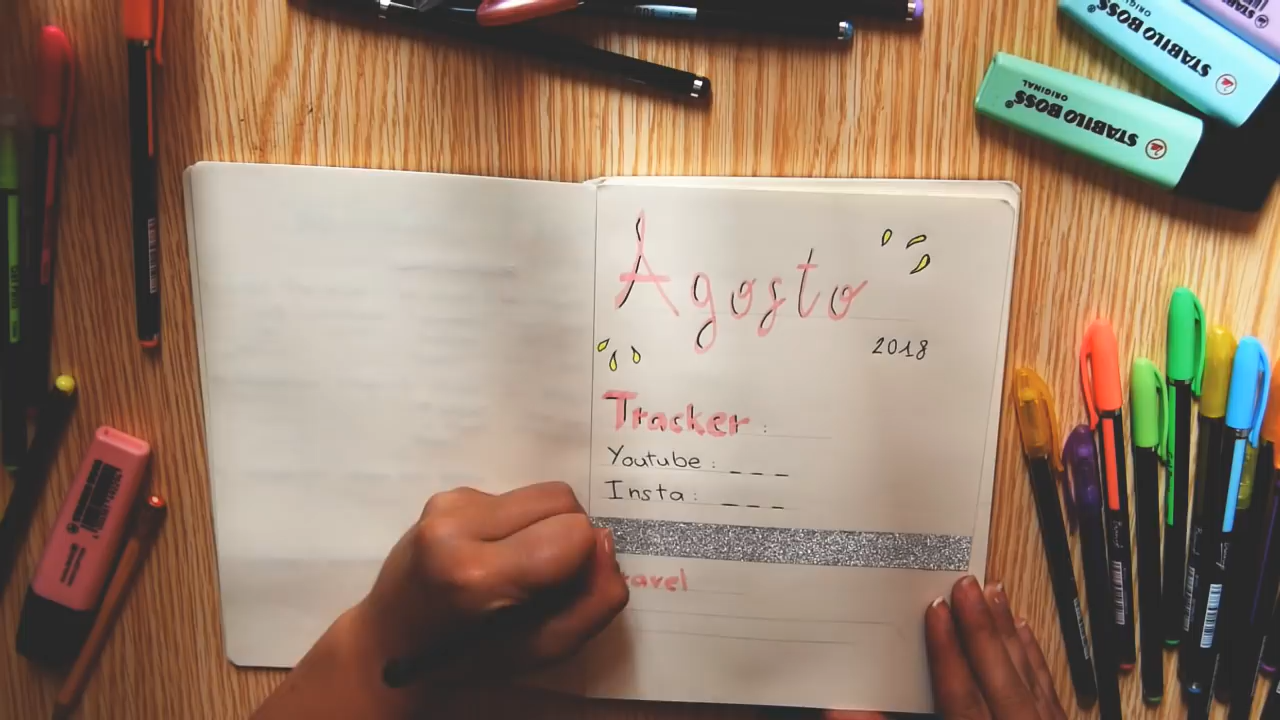 Agosto
2018
Tracker :
Youtube : _ _ _
Insta : _ _ _
ravel
STABILO BOSS
ORIGINAL
STABILO BOSS
ORIGINAL